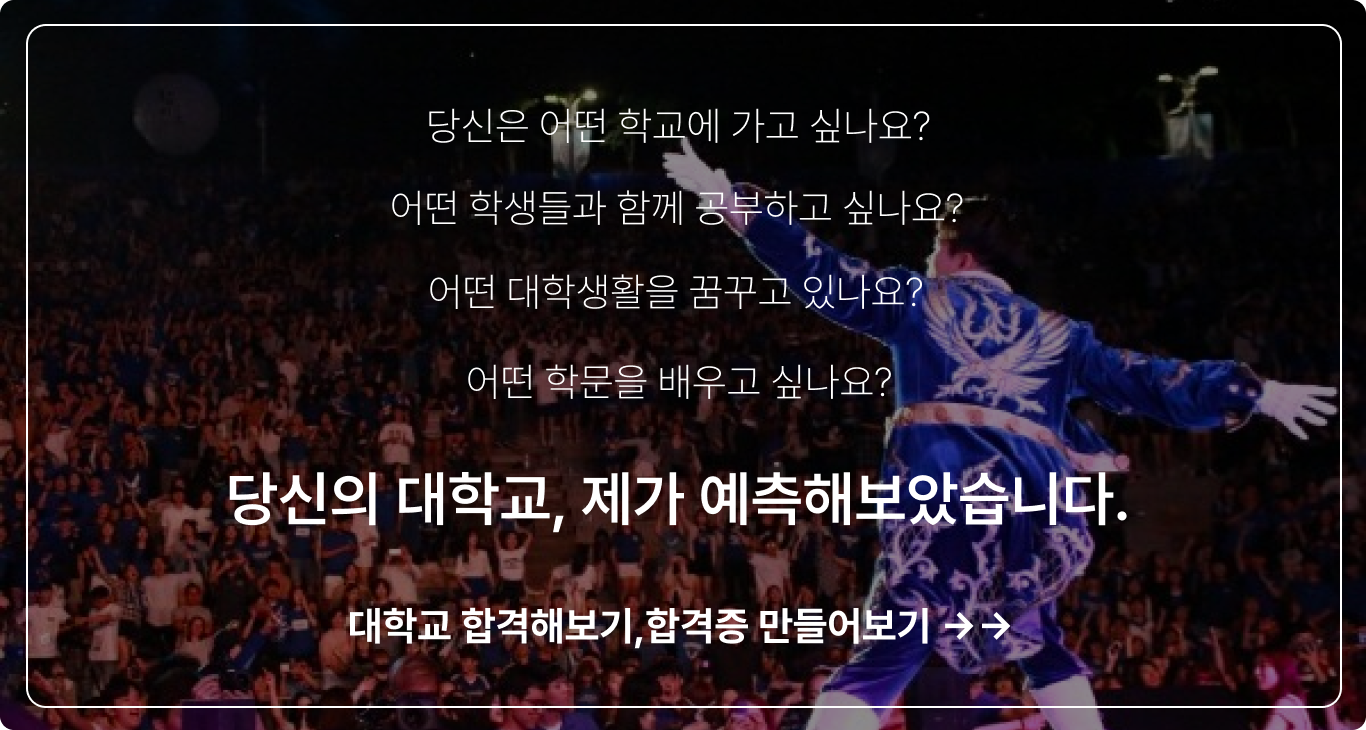 당신은 어떤 학교에 가고 싶나요?
어떤 학생들과 함께 공부하고 싶나요?
어떤 대학생활을 꿈꾸고 있나요?
어떤 학문을 배우고 싶나요?
당신의 대학교, 제가 예측해보았습니다.
대학교 합격해보기,합격증 만들어보기 →→